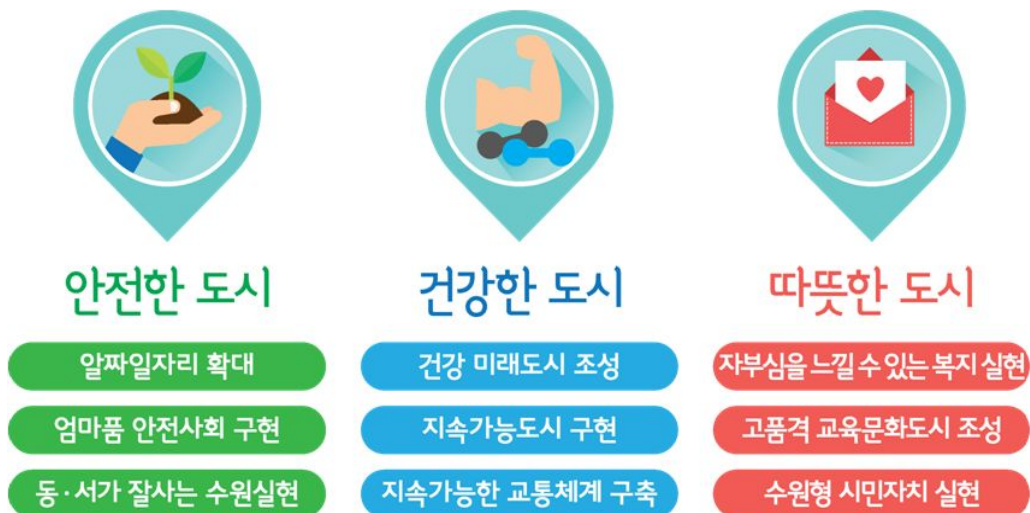 안전한 도시
알짜일자리 확대
엄마품 안전사회 구현
동·서가 잘사는 수원실현
건강한 도시
건강 미래도시 조성
지속가능도시 구현
지속가능한 교통체계 구축
따뜻한 도시
자부심을 느낄 수 있는 복지 실현
고품격 교육문화도시 조성
수원형 시민자치 실현